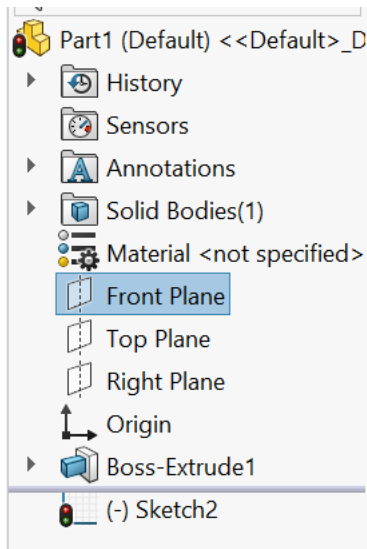 Part1 (Default) <<Default>_D
History
Sensors
Annotations
Solid Bodies(1)
Material <not specified>
Front Plane
Top Plane
Right Plane
Origin
Boss-Extrude1
(-) Sketch2